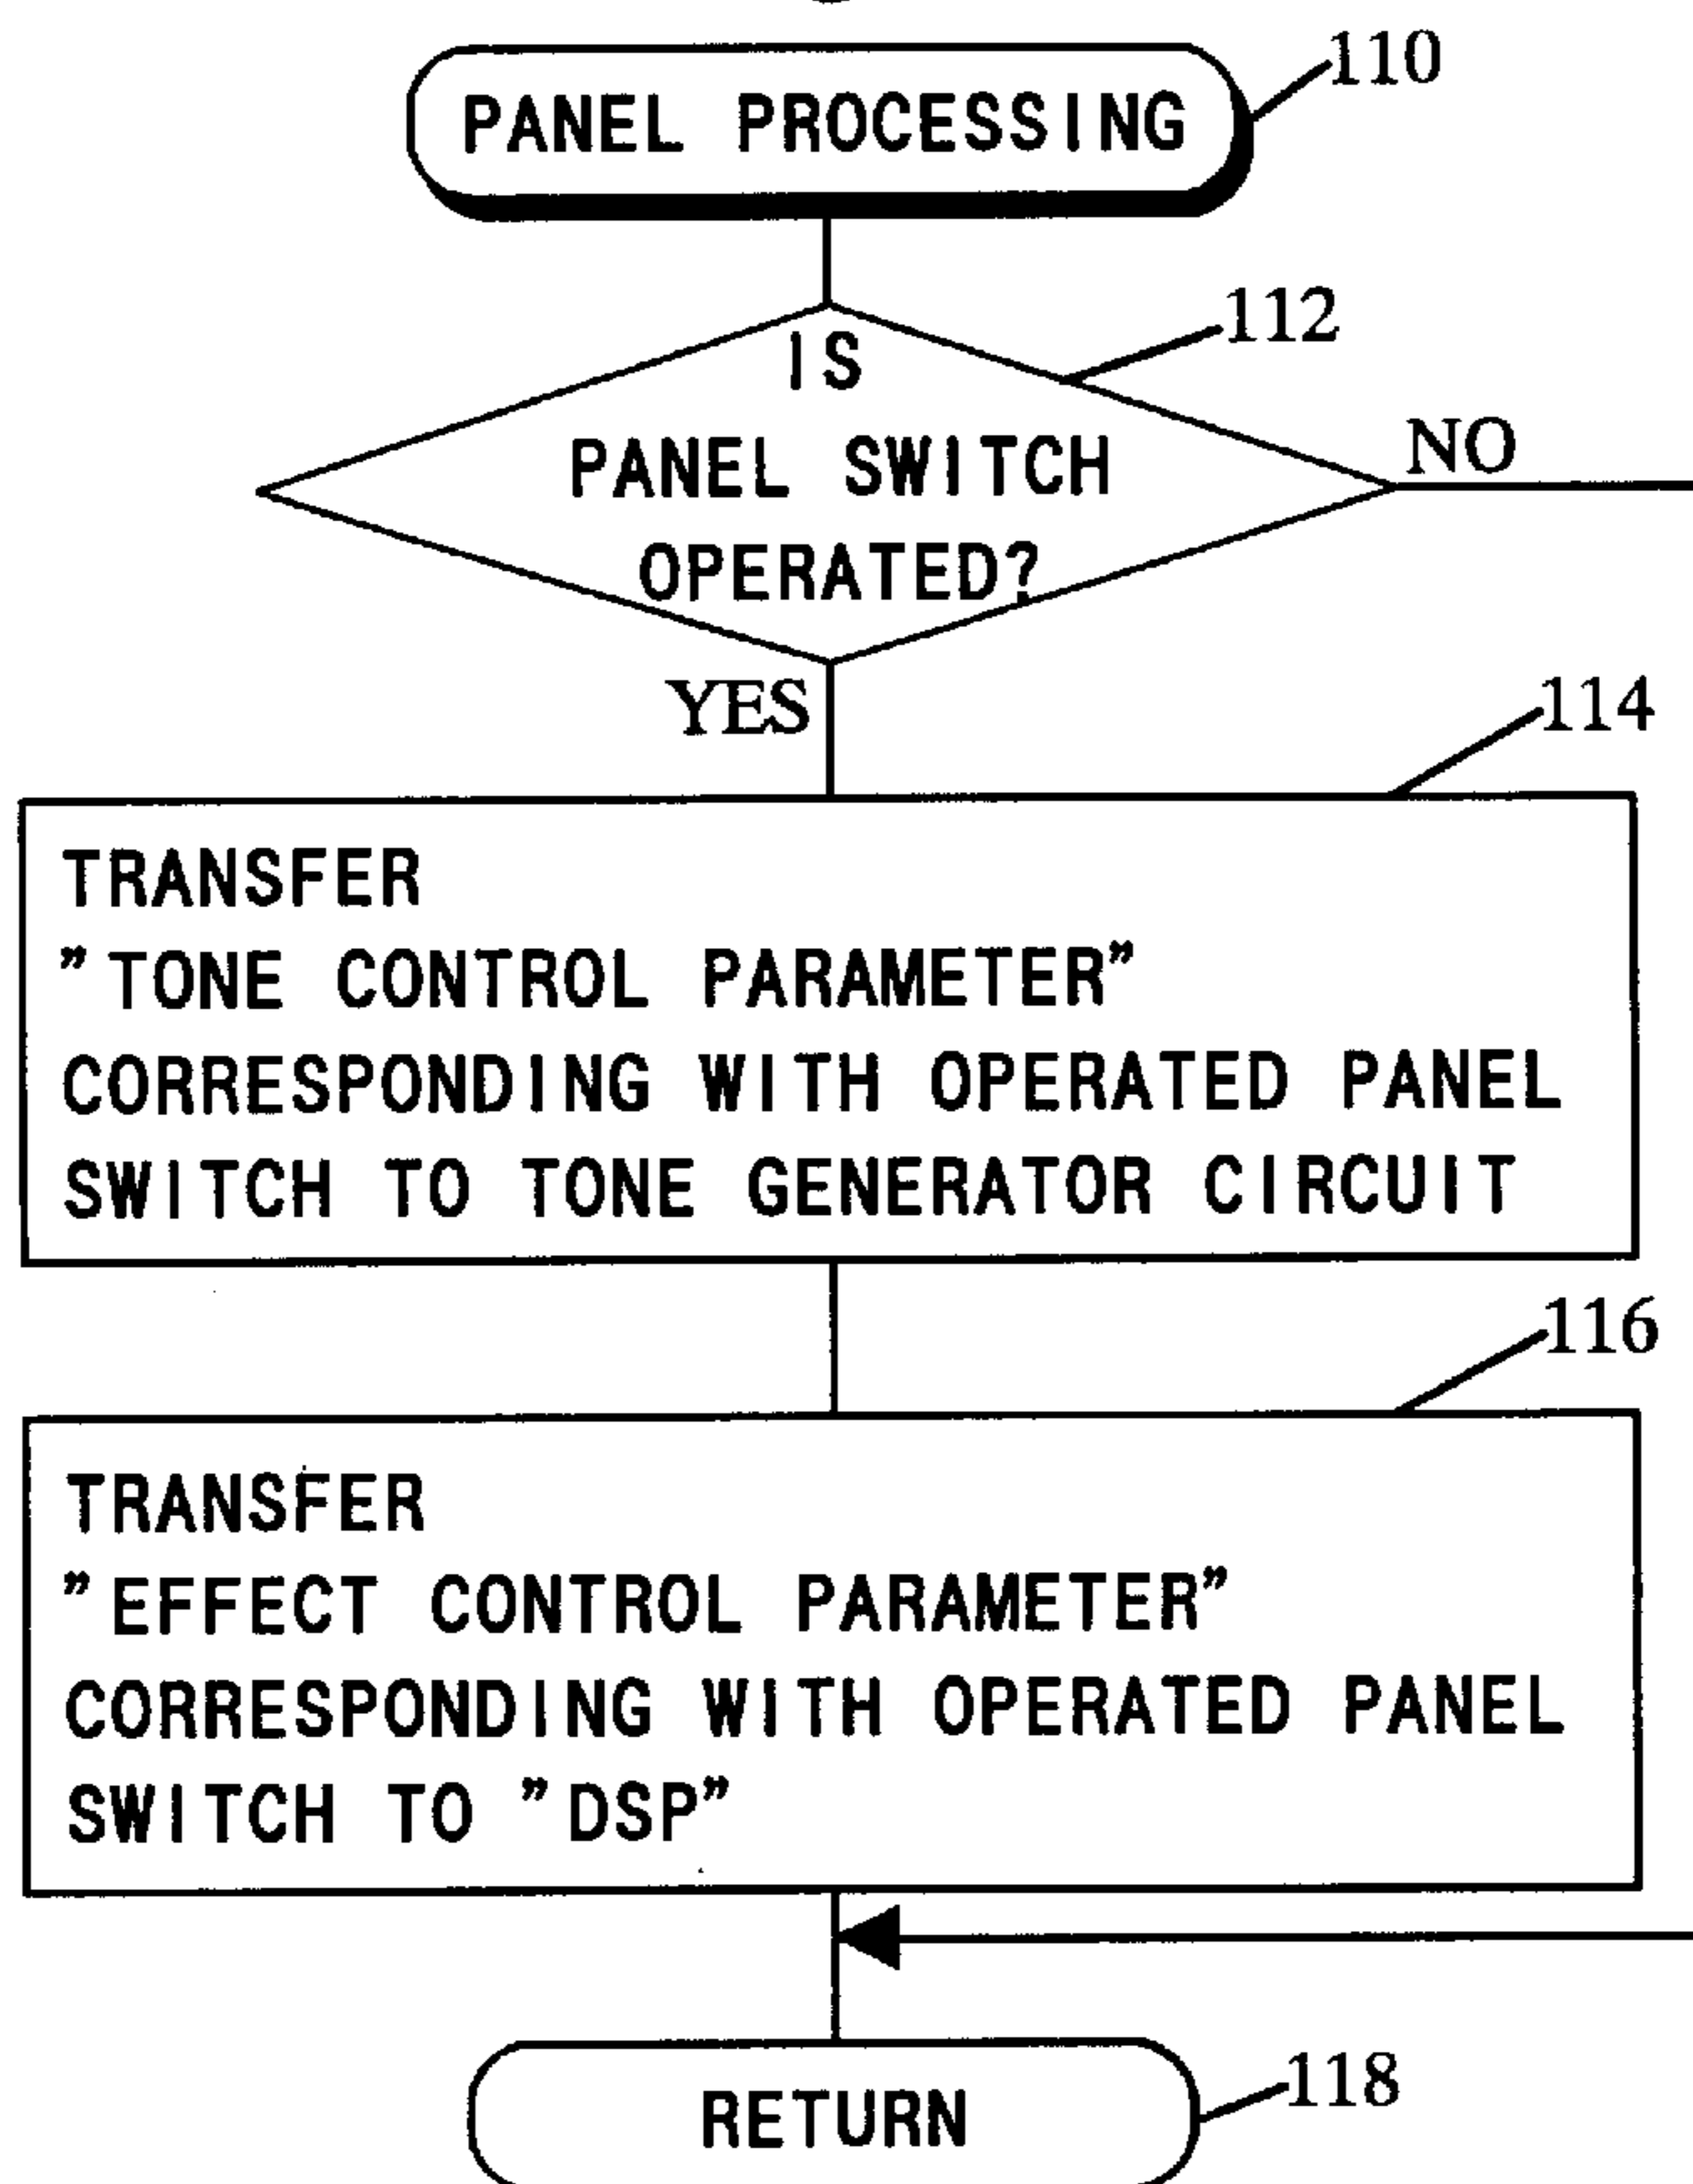 PANEL PROCESSING
110
IS
PANEL SWITCH
OPERATED?
112
NO
YES
114
TRANSFER
"TONE CONTROL PARAMETER"
CORRESPONDING WITH OPERATED PANEL
SWITCH TO TONE GENERATOR CIRCUIT
116
TRANSFER
"EFFECT CONTROL PARAMETER"
CORRESPONDING WITH OPERATED PANEL
SWITCH TO "DSP"
RETURN
118